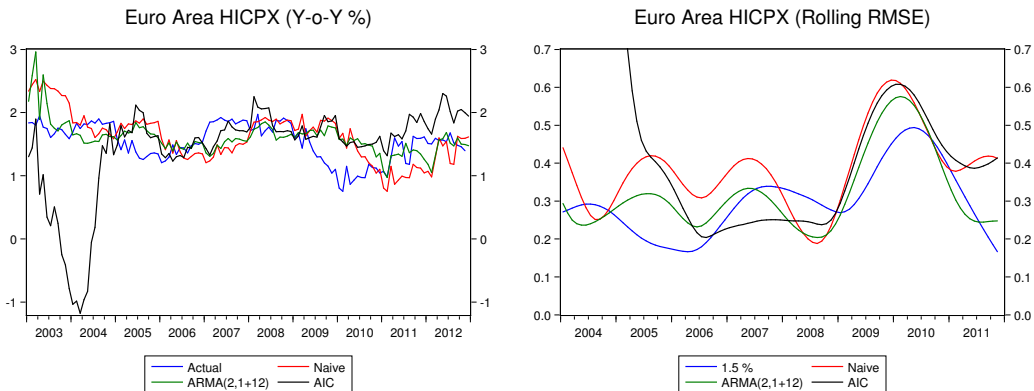 Euro Area HICPX (Y-o-Y %)
3 3
2 2
1 1
0 0
-1 -1
2003 2004 2005 2006 2007 2008 2009 2010 2011 2012
Actual Naive
ARMA(2,1+12) AIC
Euro Area HICPX (Rolling RMSE)
0.7 0.7
0.6 0.6
0.5 0.5
0.4 0.4
0.3 0.3
0.2 0.2
0.1 0.1
0.0 0.0
2004 2005 2006 2007 2008 2009 2010 2011
1.5 % Naive
ARMA(2,1+12) AIC